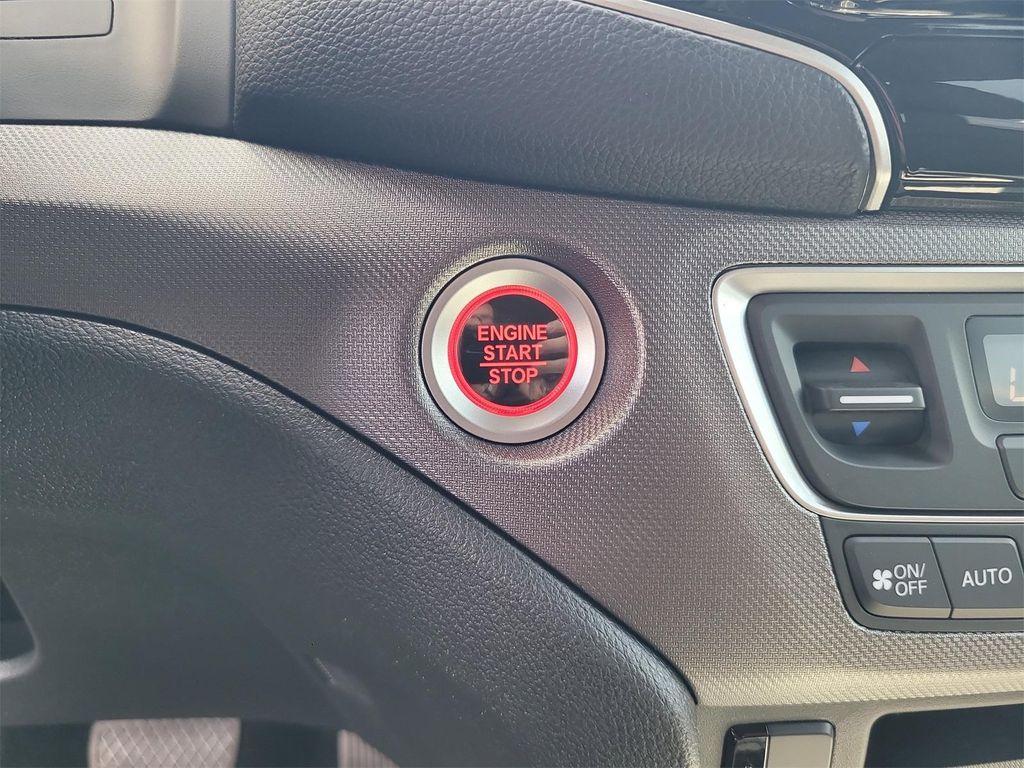 ENGINE
START
STOP
ON/
OFF
AUTO